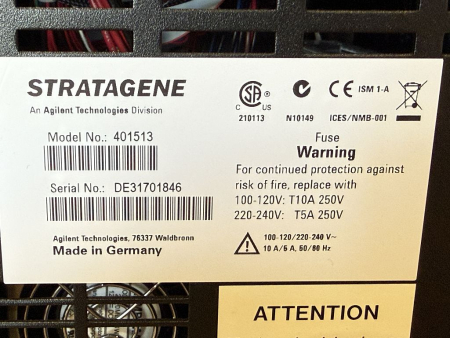 STRATAGENE
An Agilent Technologies Division
Model No.: 401513
Serial No.: DE31701846
Agilent Technologies, 76337 Waldbronn
Made in Germany
C US
210113
N10149
ISM 1-A
ICES/NMB-001
Fuse
Warning
For continued protection against
risk of fire, replace with
100-120V: T10A 250V
220-240V: T5A 250V
100-120/220-240 V~
10 A/5 A, 50/60 Hz
ATTENTION